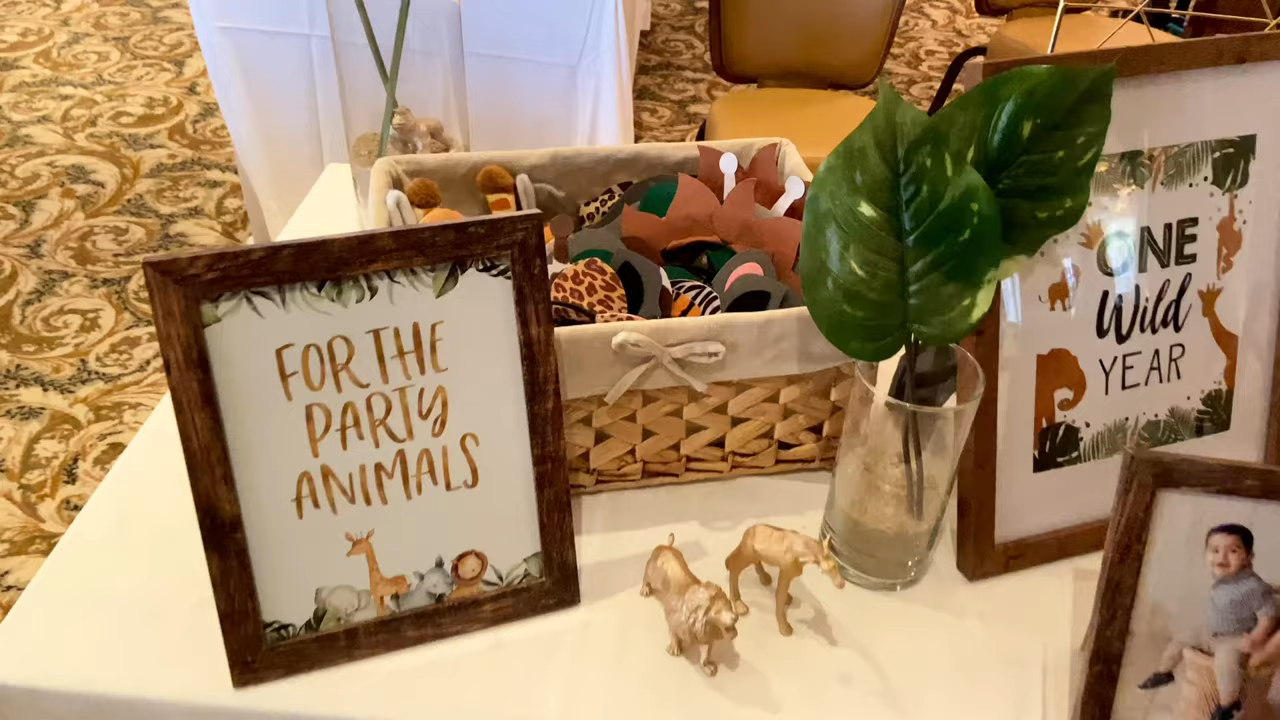 FOR THE
PARTY
ANIMALS
ONE
Wild
YEAR